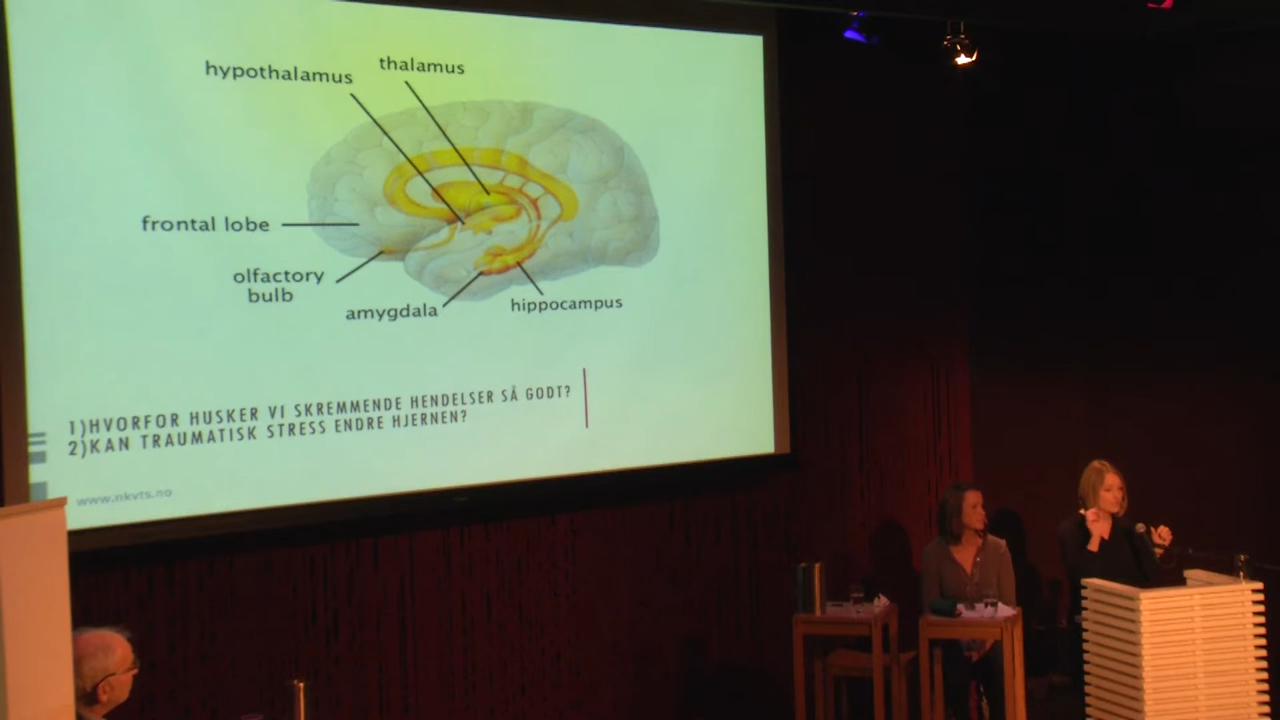 hypothalamus
thalamus
frontal lobe
olfactory
bulb
amygdala
hippocampus
1)HVORFOR HUSKER VI SKREMMENDE HENDELSER SÅ GODT?
2)KAN TRAUMATISK STRESS ENDRE HJERNEN?
www.nkvts.no